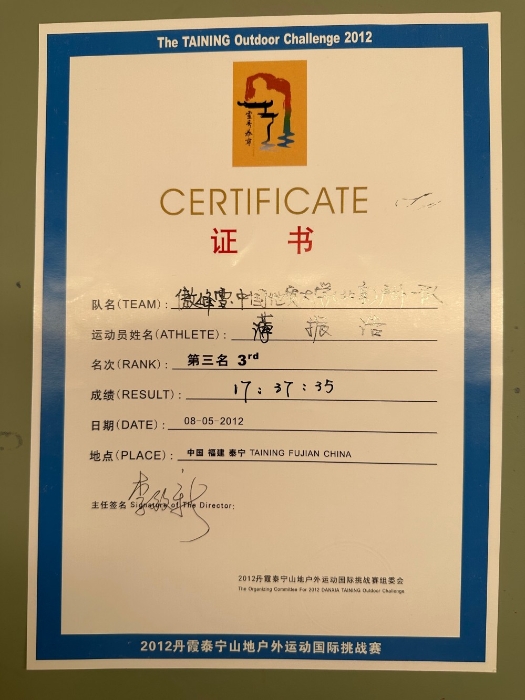 The TAINING Outdoor Challenge 2012
CERTIFICATE
证 书
队名(TEAM): 中国
运动员姓名(ATHLETE): 薄 振 浩
名次(RANK): 第三名 3rd
成绩(RESULT): 17:37:35
日期(DATE): 08-05-2012
地点(PLACE): 中国 福建 泰宁 TAINING FUJIAN CHINA
主任签名 Signature of The Director:
2012丹霞泰宁山地户外运动国际挑战赛组委会
The Organizing Committee For 2012 DANXIA TAINING Outdoor Challenge
2012丹霞泰宁山地户外运动国际挑战赛